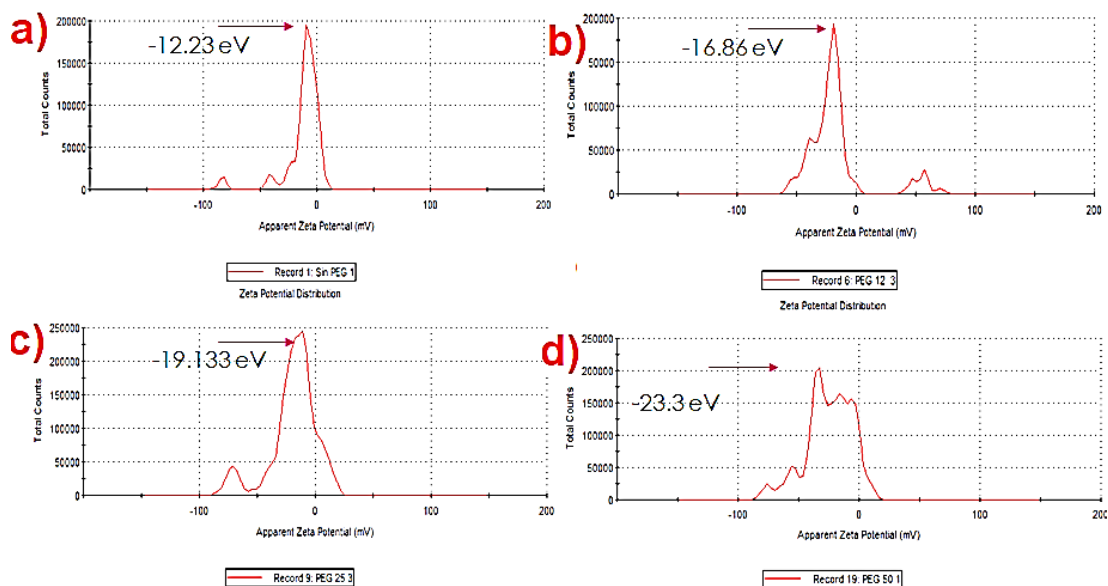 a)
-12.23 eV
200000
150000
100000
50000
0
Total Counts
-100
0
100
200
Apparent Zeta Potential (mV)
Record 1: Sin PEG 1
Zeta Potential Distribution
b)
-16.86 eV
200000
150000
100000
50000
0
Total Counts
-100
0
100
200
Apparent Zeta Potential (mV)
Record 6: PEG 12 3
Zeta Potential Distribution
c)
-19.133 eV
250000
200000
150000
100000
50000
0
Total Counts
-100
0
100
200
Apparent Zeta Potential (mV)
Record 9: PEG 25 3
d)
-23.3 eV
250000
200000
150000
100000
50000
0
Total Counts
-100
0
100
200
Apparent Zeta Potential (mV)
Record 19: PEG 50 1